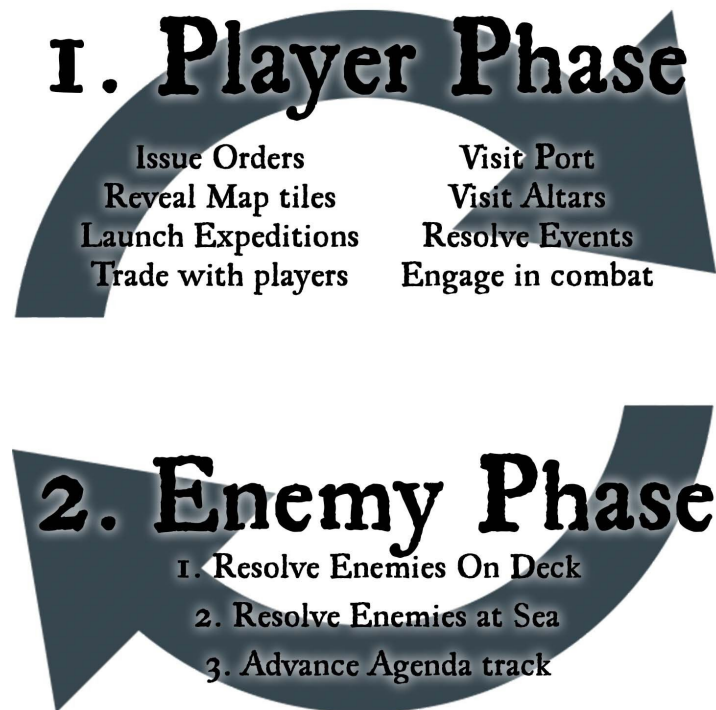 1. Player Phase
Issue Orders
Reveal Map tiles
Launch Expeditions
Trade with players
Visit Port
Visit Altars
Resolve Events
Engage in combat
2. Enemy Phase
1. Resolve Enemies On Deck
2. Resolve Enemies at Sea
3. Advance Agenda track